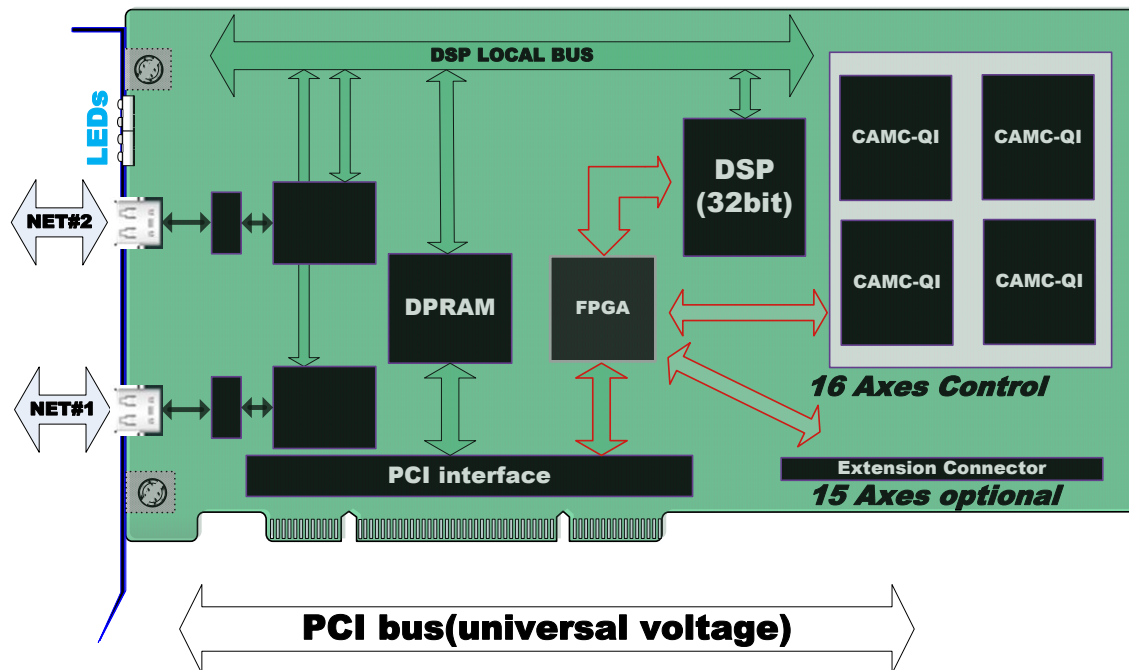 DSP LOCAL BUS
LEDs
CAMC-QI
CAMC-QI
DSP
(32bit)
NET#2
CAMC-QI
CAMC-QI
DPRAM
FPGA
16 Axes Control
NET#1
PCI interface
Extension Connector
15 Axes optional
PCI bus(universal voltage)